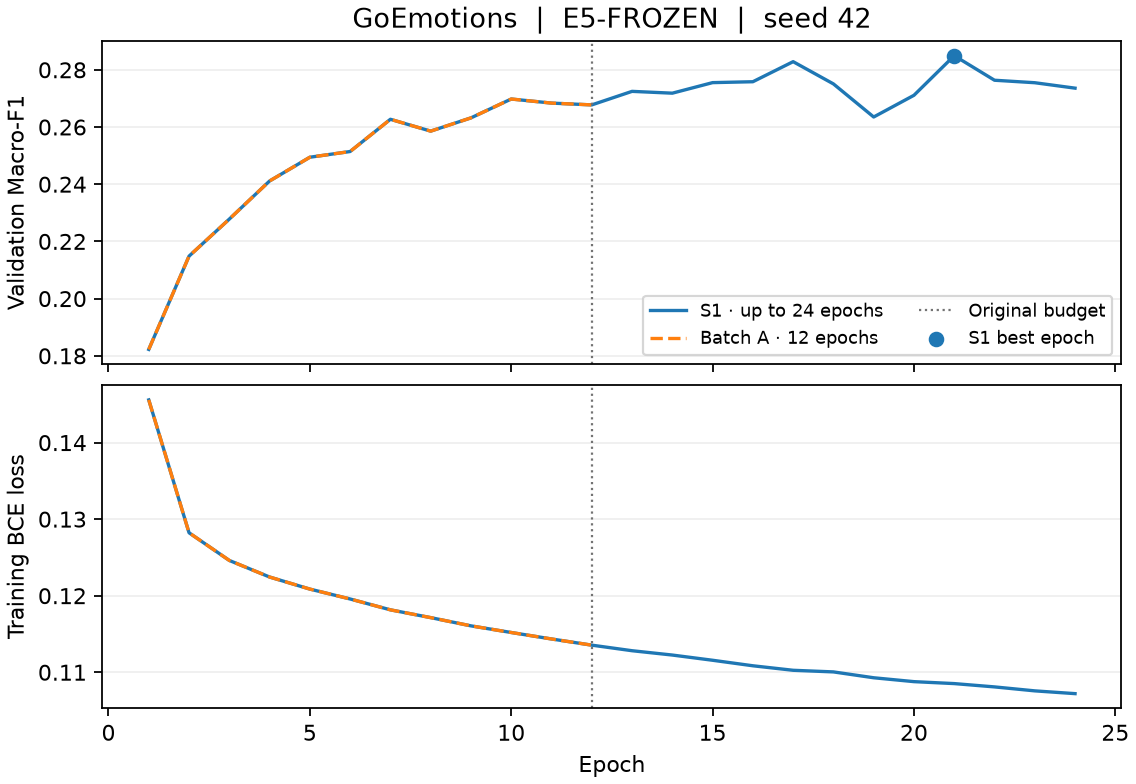 GoEmotions | E5-FROZEN | seed 42
Validation Macro-F1
0.28
0.26
0.24
0.22
0.20
0.18
S1 · up to 24 epochs
Batch A · 12 epochs
Original budget
S1 best epoch
Training BCE loss
0.14
0.13
0.12
0.11
0 5 10 15 20 25
Epoch